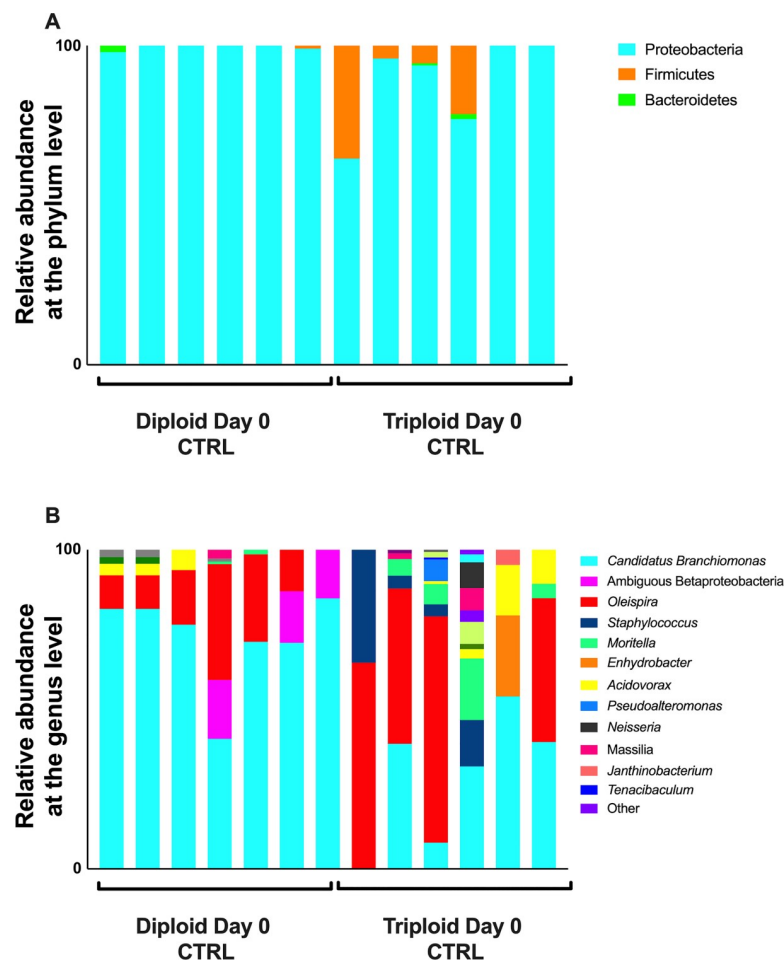 A
100
Relative abundance
at the phylum level
0
Proteobacteria
Firmicutes
Bacteroidetes
Diploid Day 0
CTRL
Triploid Day 0
CTRL
B
100
Relative abundance
at the genus level
0
Candidatus Branchiomonas
Ambiguous Betaproteobacteria
Oleispira
Staphylococcus
Moritella
Enhydrobacter
Acidovorax
Pseudoalteromonas
Neisseria
Massilia
Janthinobacterium
Tenacibaculum
Other
Diploid Day 0
CTRL
Triploid Day 0
CTRL